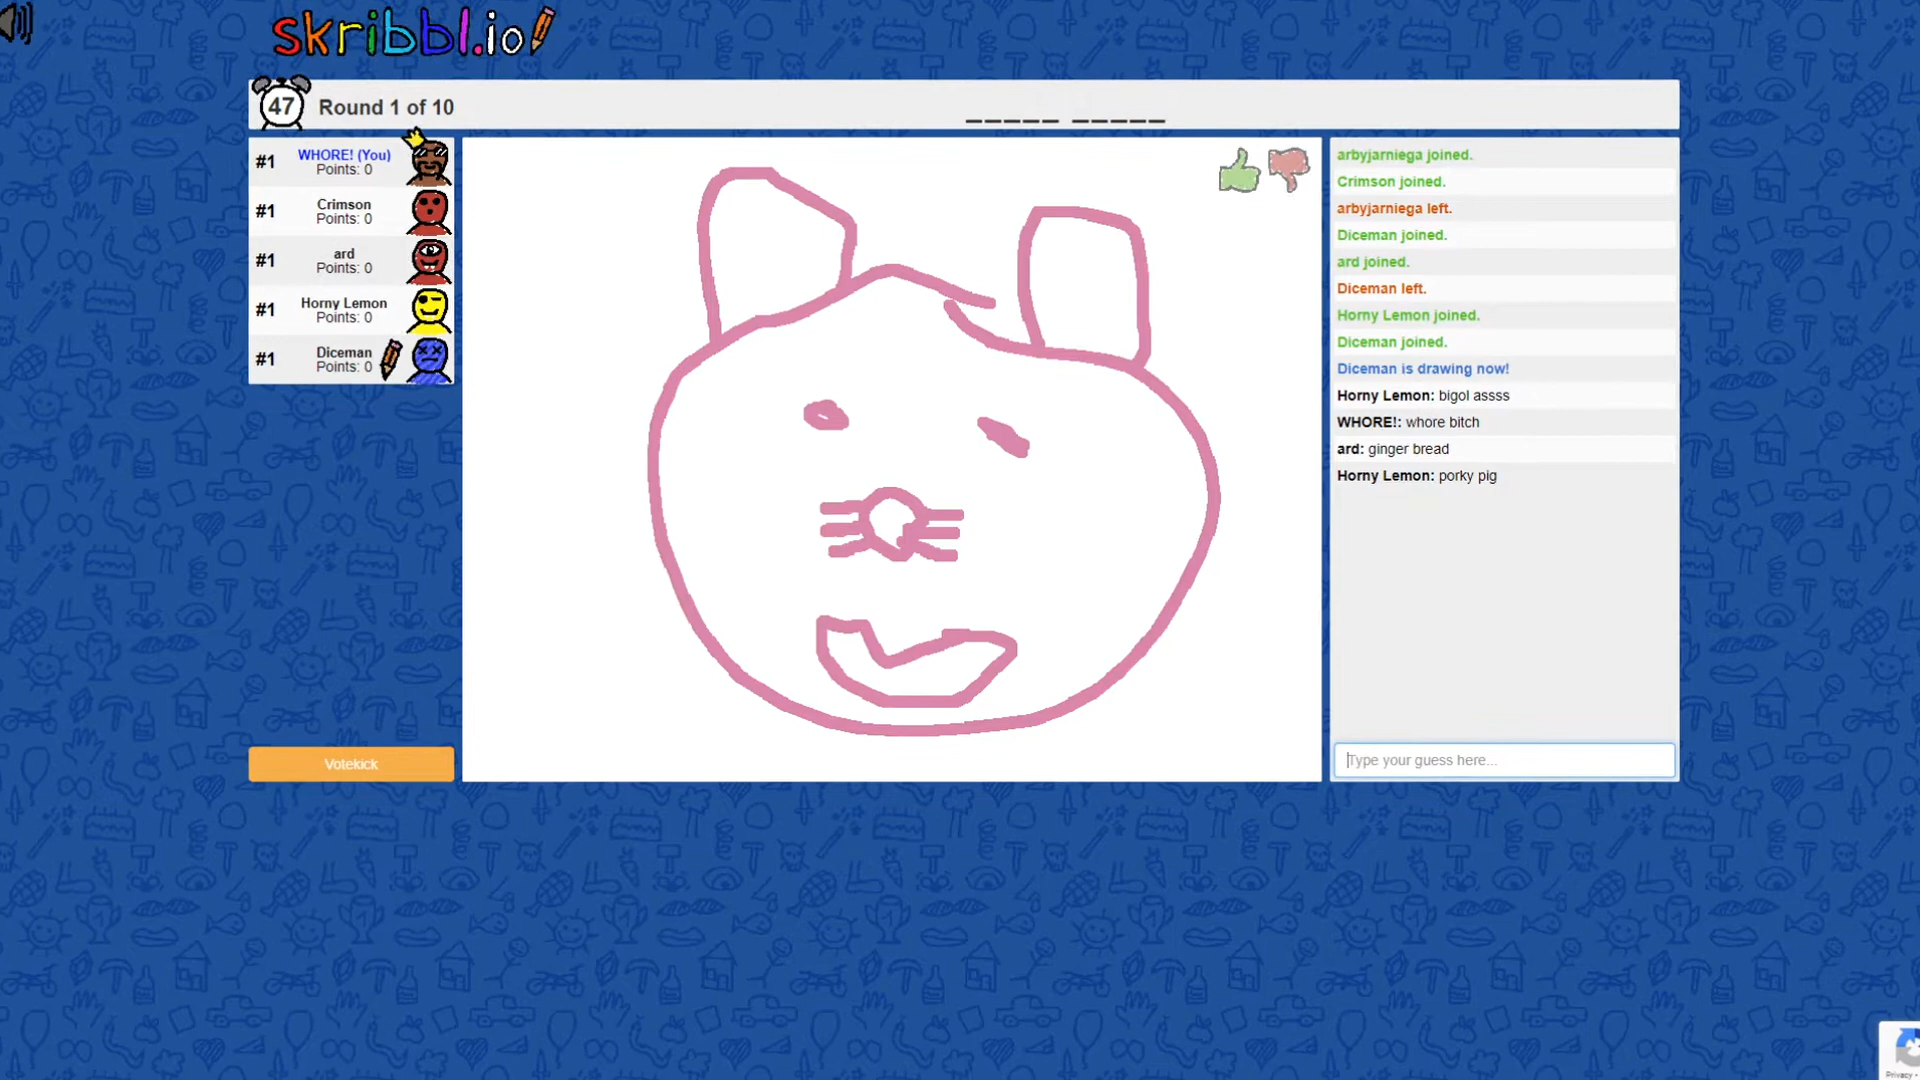 skribbl.io
47
Round 1 of 10
_____ _____
#1 WHORE! (You)
Points: 0
#1 Crimson
Points: 0
#1 ard
Points: 0
#1 Horny Lemon
Points: 0
#1 Diceman
Points: 0
Votekick
arbyjarniega joined.
Crimson joined.
arbyjarniega left.
Diceman joined.
ard joined.
Diceman left.
Horny Lemon joined.
Diceman joined.
Diceman is drawing now!
Horny Lemon: bigol assss
WHORE!: whore bitch
ard: ginger bread
Horny Lemon: porky pig
Type your guess here...
Privacy -